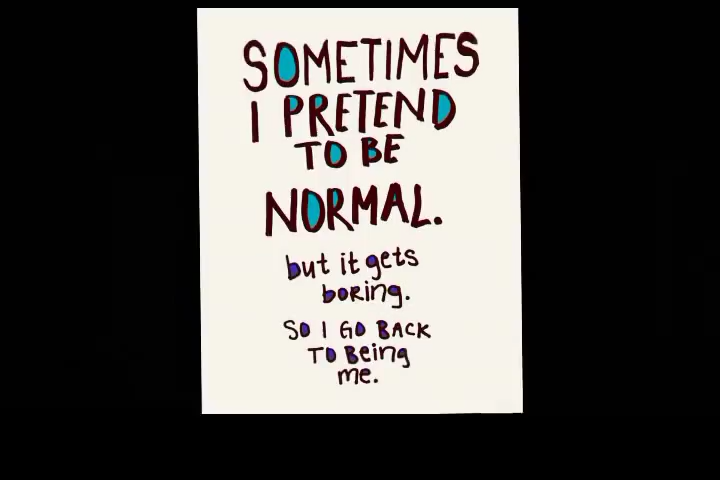 SOMETIMES
I PRETEND
TO BE
NORMAL.
but it gets
boring.
SO I GO BACK
TO Being
me.